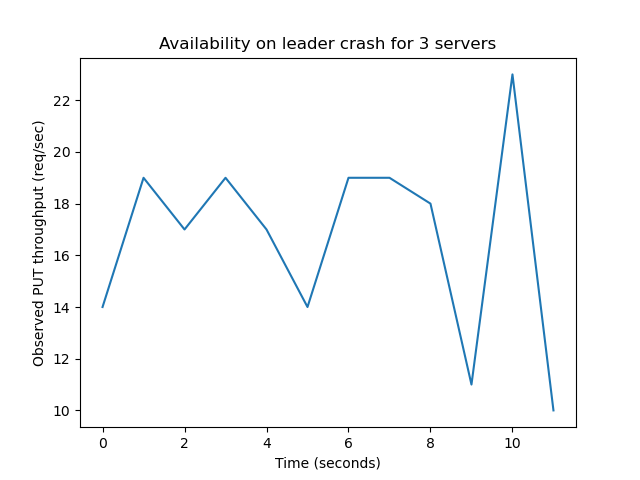 Availability on leader crash for 3 servers
Observed PUT throughput (req/sec)
22
20
18
16
14
12
10
0 2 4 6 8 10
Time (seconds)